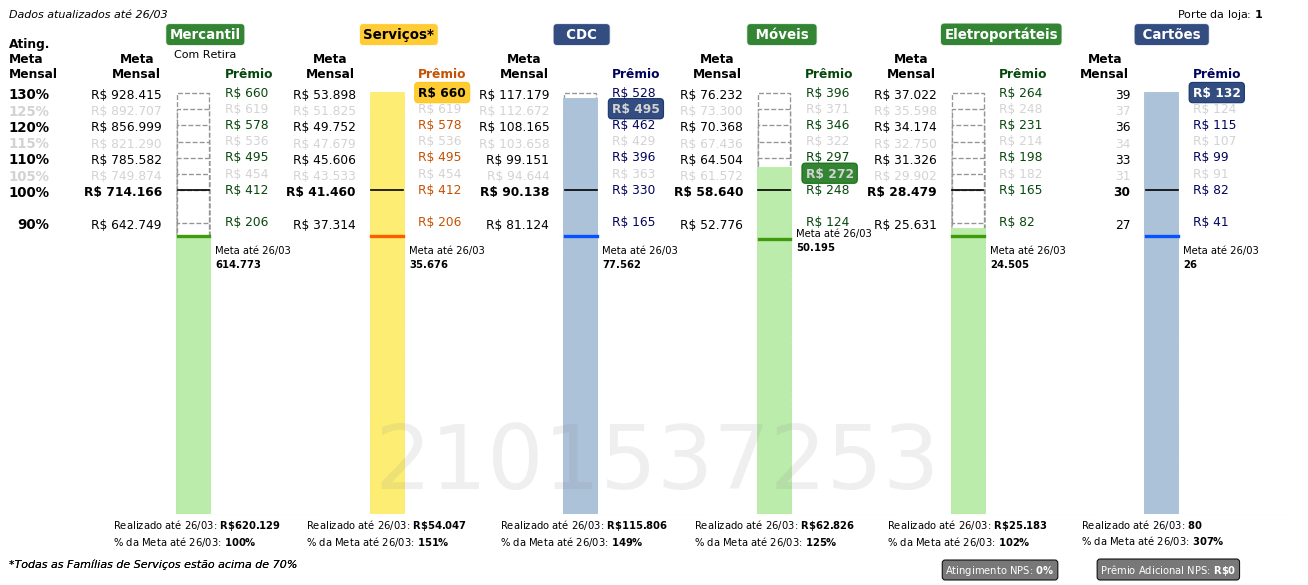 Dados atualizados até 26/03
Porte da loja: 1
Mercantil Serviços* CDC Móveis Eletroportáteis Cartões
Com Retira
Ating. Meta Mensal
Meta Mensal Prêmio Meta Mensal Prêmio Meta Mensal Prêmio Meta Mensal Prêmio Meta Mensal Prêmio Meta Mensal Prêmio
130% R$ 928.415 R$ 660 R$ 53.898 R$ 660 R$ 117.179 R$ 528 R$ 76.232 R$ 396 R$ 37.022 R$ 264 39 R$ 132
125% R$ 892.707 R$ 619 R$ 51.825 R$ 619 R$ 112.672 R$ 495 R$ 73.300 R$ 371 R$ 35.598 R$ 248 37 R$ 124
120% R$ 856.999 R$ 578 R$ 49.752 R$ 578 R$ 108.165 R$ 462 R$ 70.368 R$ 346 R$ 34.174 R$ 231 36 R$ 115
115% R$ 821.290 R$ 536 R$ 47.679 R$ 536 R$ 103.658 R$ 429 R$ 67.436 R$ 322 R$ 32.750 R$ 214 34 R$ 107
110% R$ 785.582 R$ 495 R$ 45.606 R$ 495 R$ 99.151 R$ 396 R$ 64.504 R$ 297 R$ 31.326 R$ 198 33 R$ 99
105% R$ 749.874 R$ 454 R$ 43.533 R$ 454 R$ 94.644 R$ 363 R$ 61.572 R$ 272 R$ 29.902 R$ 182 31 R$ 91
100% R$ 714.166 R$ 412 R$ 41.460 R$ 412 R$ 90.138 R$ 330 R$ 58.640 R$ 248 R$ 28.479 R$ 165 30 R$ 82
90% R$ 642.749 R$ 206 R$ 37.314 R$ 206 R$ 81.124 R$ 165 R$ 52.776 R$ 124 R$ 25.631 R$ 82 27 R$ 41
Meta até 26/03 Meta até 26/03 Meta até 26/03 Meta até 26/03 Meta até 26/03 Meta até 26/03
614.773 35.676 77.562 50.195 24.505 26
2101537253
Realizado até 26/03: R$620.129 Realizado até 26/03: R$54.047 Realizado até 26/03: R$115.806 Realizado até 26/03: R$62.826 Realizado até 26/03: R$25.183 Realizado até 26/03: 80
% da Meta até 26/03: 100% % da Meta até 26/03: 151% % da Meta até 26/03: 149% % da Meta até 26/03: 125% % da Meta até 26/03: 102% % da Meta até 26/03: 307%
*Todas as Famílias de Serviços estão acima de 70%
Atingimento NPS: 0% Prêmio Adicional NPS: R$0